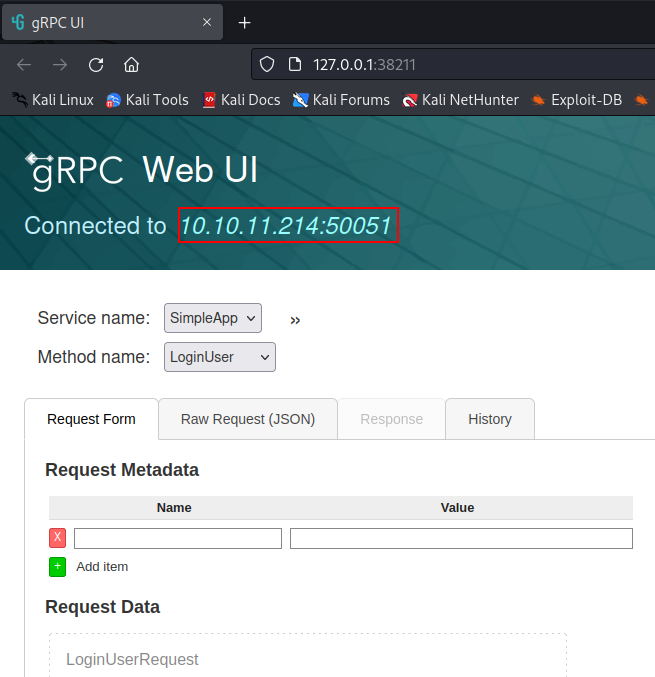 gRPC UI
127.0.0.1:38211
Kali Linux Kali Tools Kali Docs Kali Forums Kali NetHunter Exploit-DB
gRPC Web UI
Connected to 10.10.11.214:50051
Service name: SimpleApp »
Method name: LoginUser
Request Form Raw Request (JSON) Response History
Request Metadata
Name Value
X
+ Add item
Request Data
LoginUserRequest